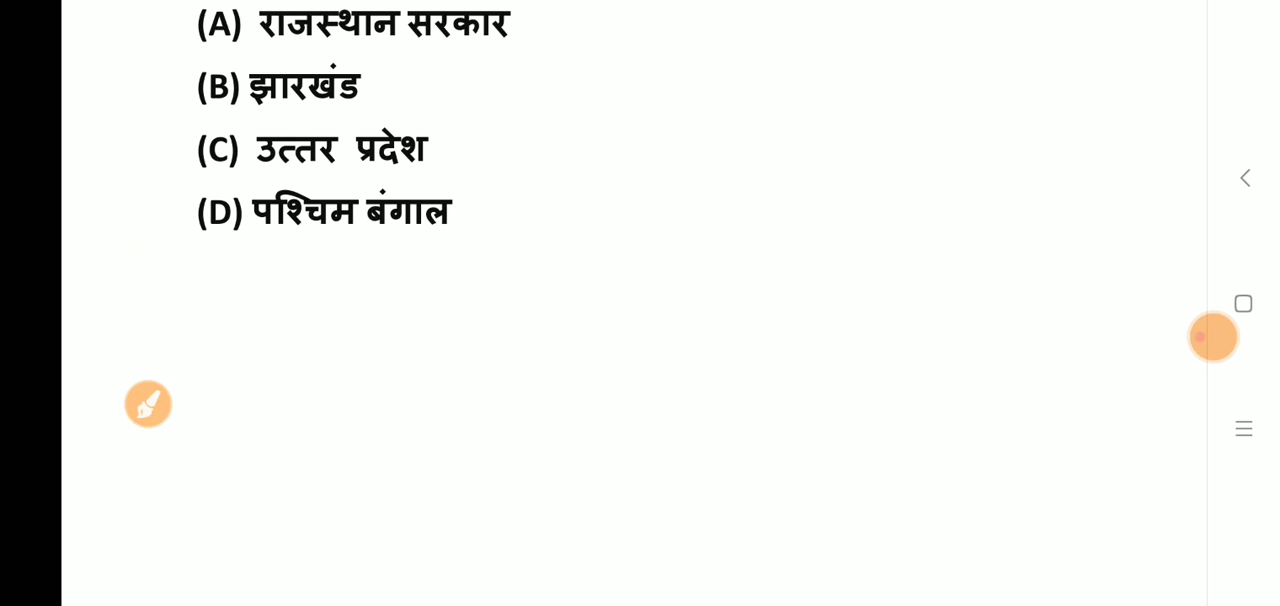 (A) राजस्थान सरकार
(B) झारखंड
(C) उत्तर प्रदेश
(D) पश्चिम बंगाल